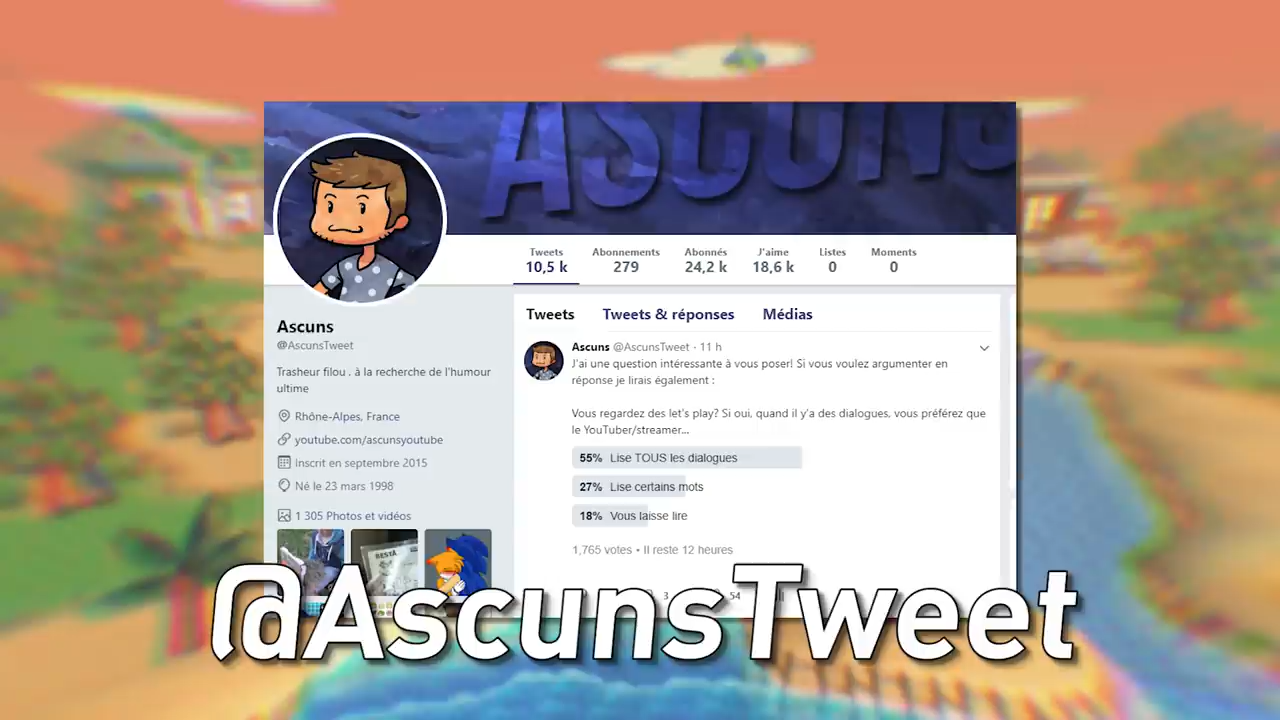 ASCUNS
Tweets Abonnements Abonnés J'aime Listes Moments
10,5 k 279 24,2 k 18,6 k 0 0
Ascuns
@AscunsTweet
Trasheur filou . à la recherche de l'humour
ultime
Rhône-Alpes, France
youtube.com/ascunsyoutube
Inscrit en septembre 2015
Né le 23 mars 1998
1 305 Photos et vidéos
BESTA
Tweets Tweets & réponses Médias
Ascuns @AscunsTweet · 11 h
J'ai une question intéressante à vous poser! Si vous voulez argumenter en
réponse je lirais également :
Vous regardez des let's play? Si oui, quand il y'a des dialogues, vous préférez que
le YouTuber/streamer...
55% Lise TOUS les dialogues
27% Lise certains mots
18% Vous laisse lire
1,765 votes • Il reste 12 heures
3 54
@AscunsTweet